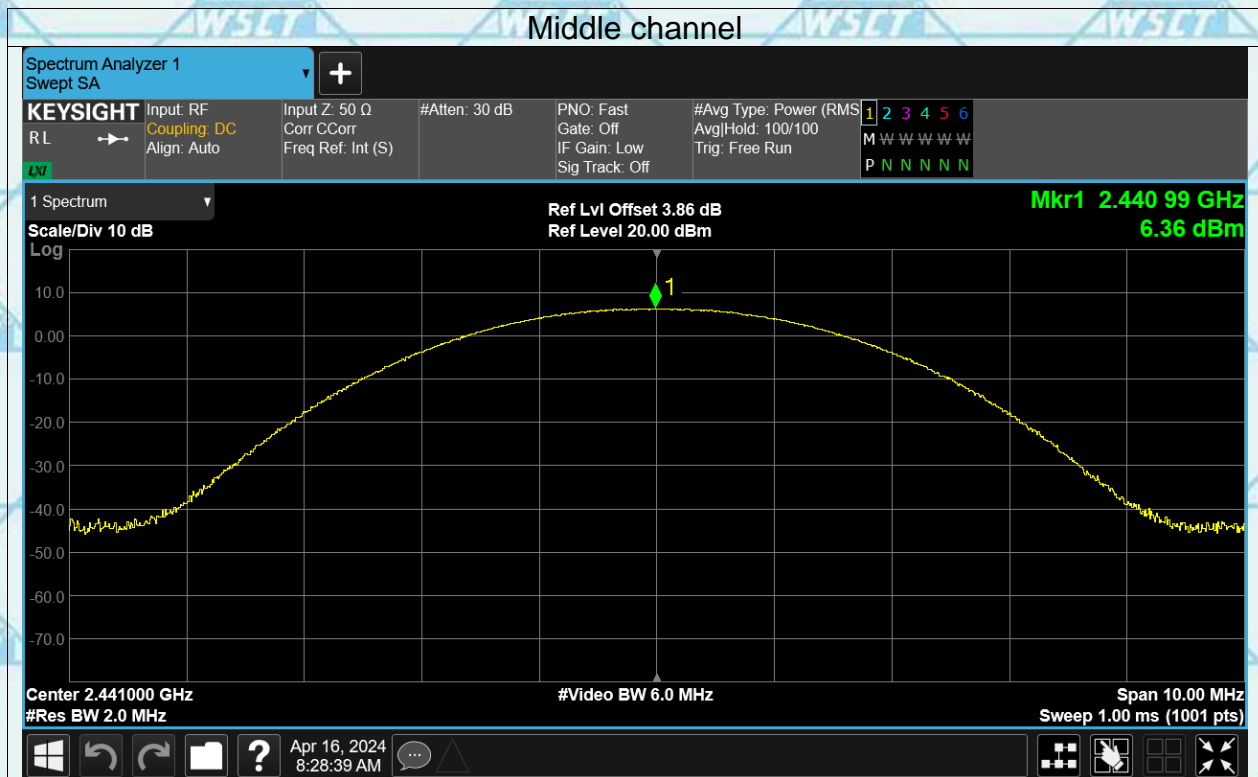 WSCT WSCT WSCT WSCT
Middle channel
Spectrum Analyzer 1
Swept SA
+
KEYSIGHT
RL
LXI
Input: RF
Coupling: DC
Align: Auto
Input Z: 50 Ω
Corr CCorr
Freq Ref: Int (S)
#Atten: 30 dB
PNO: Fast
Gate: Off
IF Gain: Low
Sig Track: Off
#Avg Type: Power (RMS
Avg|Hold: 100/100
Trig: Free Run
1 2 3 4 5 6
M W W W W W
P N N N N N
1 Spectrum
Scale/Div 10 dB
Log
Ref Lvl Offset 3.86 dB
Ref Level 20.00 dBm
Mkr1 2.440 99 GHz
6.36 dBm
1
10.0
0.00
-10.0
-20.0
-30.0
-40.0
-50.0
-60.0
-70.0
Center 2.441000 GHz
#Res BW 2.0 MHz
#Video BW 6.0 MHz
Span 10.00 MHz
Sweep 1.00 ms (1001 pts)
?
Apr 16, 2024
8:28:39 AM